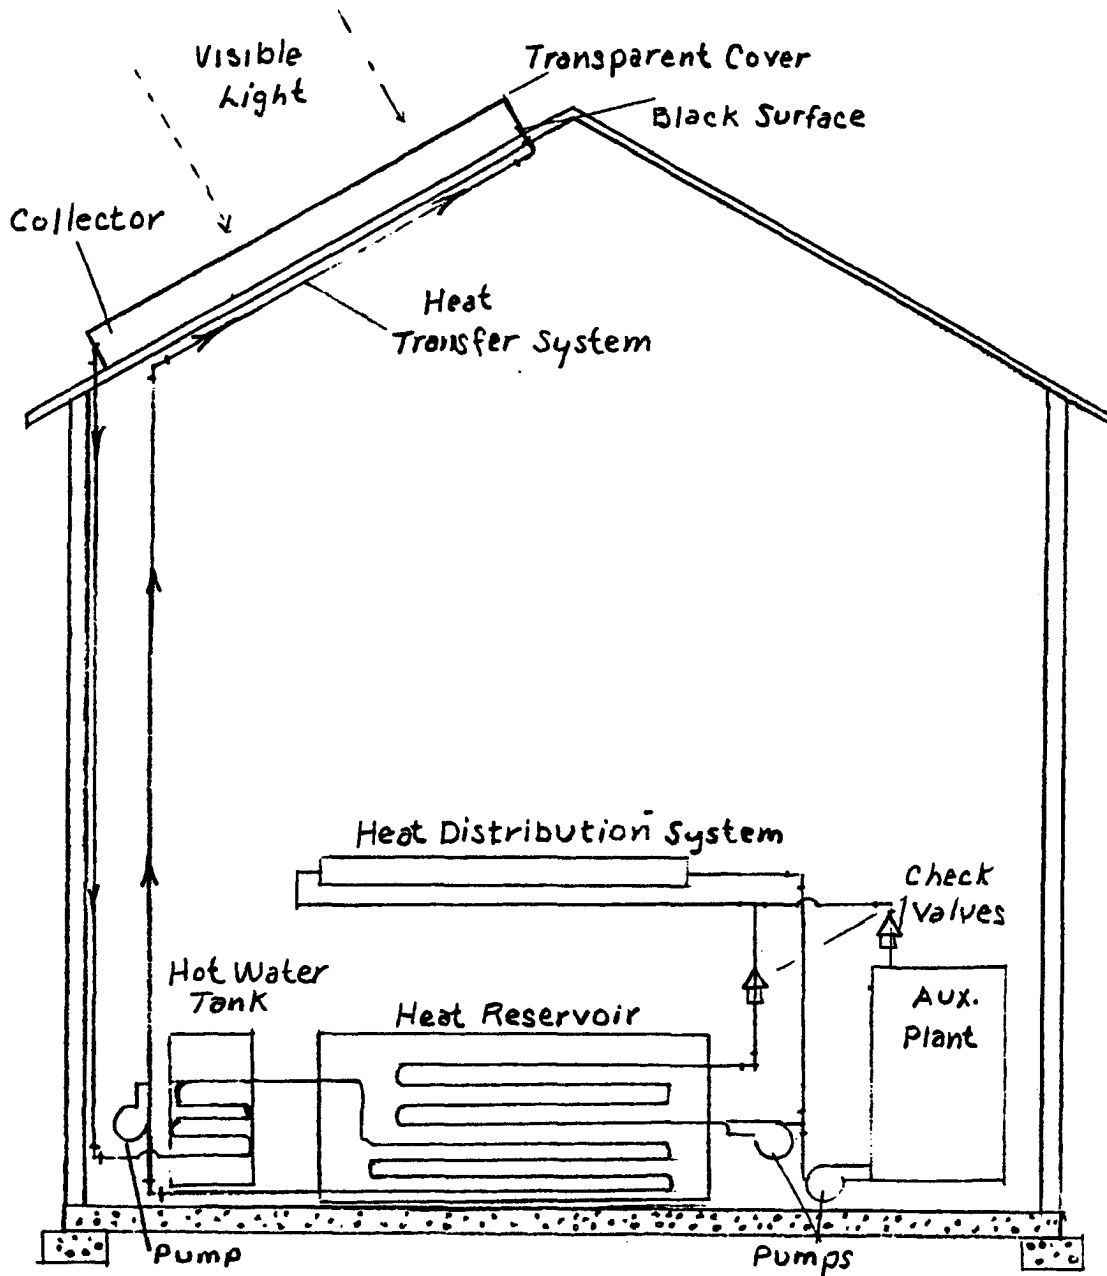 Visible
Light
Transparent Cover
Black Surface
Collector
Heat
Transfer System
Heat Distribution System
Check
Valves
Hot Water
Tank
Heat Reservoir
Aux.
Plant
Pump
Pumps